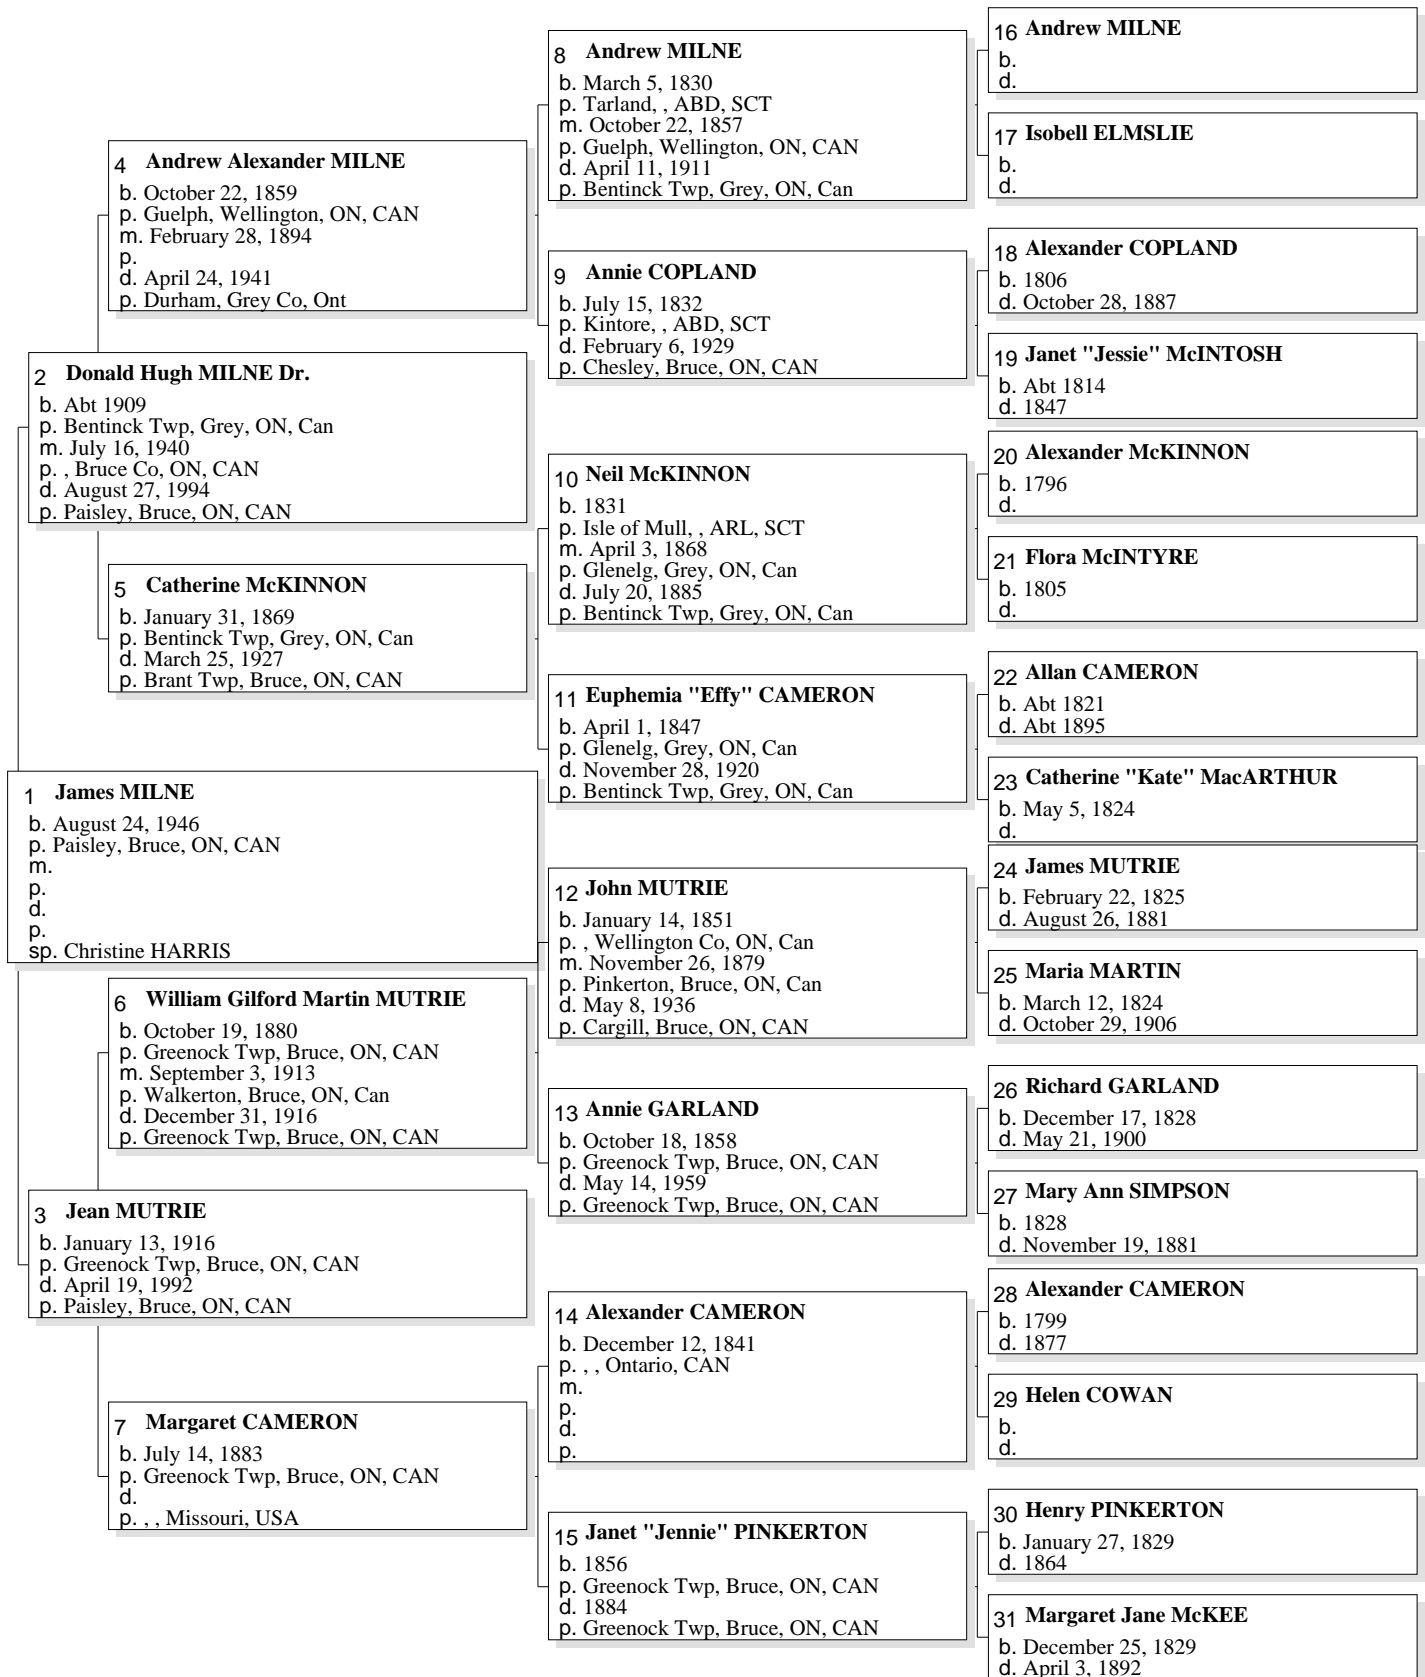 8 Andrew MILNE
b. March 5, 1830
p. Tarland, , ABD, SCT
m. October 22, 1857
p. Guelph, Wellington, ON, CAN
d. April 11, 1911
p. Bentinck Twp, Grey, ON, Can
16 Andrew MILNE
b.
d.
17 Isobell ELMSLIE
b.
d.
4 Andrew Alexander MILNE
b. October 22, 1859
p. Guelph, Wellington, ON, CAN
m. February 28, 1894
p.
d. April 24, 1941
p. Durham, Grey Co, Ont
9 Annie COPLAND
b. July 15, 1832
p. Kintore, , ABD, SCT
d. February 6, 1929
p. Chesley, Bruce, ON, CAN
18 Alexander COPLAND
b. 1806
d. October 28, 1887
19 Janet "Jessie" McINTOSH
b. Abt 1814
d. 1847
2 Donald Hugh MILNE Dr.
b. Abt 1909
p. Bentinck Twp, Grey, ON, Can
m. July 16, 1940
p. , Bruce Co, ON, CAN
d. August 27, 1994
p. Paisley, Bruce, ON, CAN
10 Neil McKINNON
b. 1831
p. Isle of Mull, , ARL, SCT
m. April 3, 1868
p. Glenelg, Grey, ON, Can
d. July 20, 1885
p. Bentinck Twp, Grey, ON, Can
20 Alexander McKINNON
b. 1796
d.
21 Flora McINTYRE
b. 1805
d.
5 Catherine McKINNON
b. January 31, 1869
p. Bentinck Twp, Grey, ON, Can
d. March 25, 1927
p. Brant Twp, Bruce, ON, CAN
11 Euphemia "Effy" CAMERON
b. April 1, 1847
p. Glenelg, Grey, ON, Can
d. November 28, 1920
p. Bentinck Twp, Grey, ON, Can
22 Allan CAMERON
b. Abt 1821
d. Abt 1895
23 Catherine "Kate" MacARTHUR
b. May 5, 1824
d.
1 James MILNE
b. August 24, 1946
p. Paisley, Bruce, ON, CAN
m.
p.
d.
p.
sp. Christine HARRIS
12 John MUTRIE
b. January 14, 1851
p. , Wellington Co, ON, Can
m. November 26, 1879
p. Pinkerton, Bruce, ON, Can
d. May 8, 1936
p. Cargill, Bruce, ON, CAN
24 James MUTRIE
b. February 22, 1825
d. August 26, 1881
25 Maria MARTIN
b. March 12, 1824
d. October 29, 1906
6 William Gilford Martin MUTRIE
b. October 19, 1880
p. Greenock Twp, Bruce, ON, CAN
m. September 3, 1913
p. Walkerton, Bruce, ON, Can
d. December 31, 1916
p. Greenock Twp, Bruce, ON, CAN
13 Annie GARLAND
b. October 18, 1858
p. Greenock Twp, Bruce, ON, CAN
d. May 14, 1959
p. Greenock Twp, Bruce, ON, CAN
26 Richard GARLAND
b. December 17, 1828
d. May 21, 1900
27 Mary Ann SIMPSON
b. 1828
d. November 19, 1881
3 Jean MUTRIE
b. January 13, 1916
p. Greenock Twp, Bruce, ON, CAN
d. April 19, 1992
p. Paisley, Bruce, ON, CAN
14 Alexander CAMERON
b. December 12, 1841
p. , , Ontario, CAN
m.
p.
d.
p.
28 Alexander CAMERON
b. 1799
d. 1877
29 Helen COWAN
b.
d.
7 Margaret CAMERON
b. July 14, 1883
p. Greenock Twp, Bruce, ON, CAN
d.
p. , , Missouri, USA
15 Janet "Jennie" PINKERTON
b. 1856
p. Greenock Twp, Bruce, ON, CAN
d. 1884
p. Greenock Twp, Bruce, ON, CAN
30 Henry PINKERTON
b. January 27, 1829
d. 1864
31 Margaret Jane McKEE
b. December 25, 1829
d. April 3, 1892